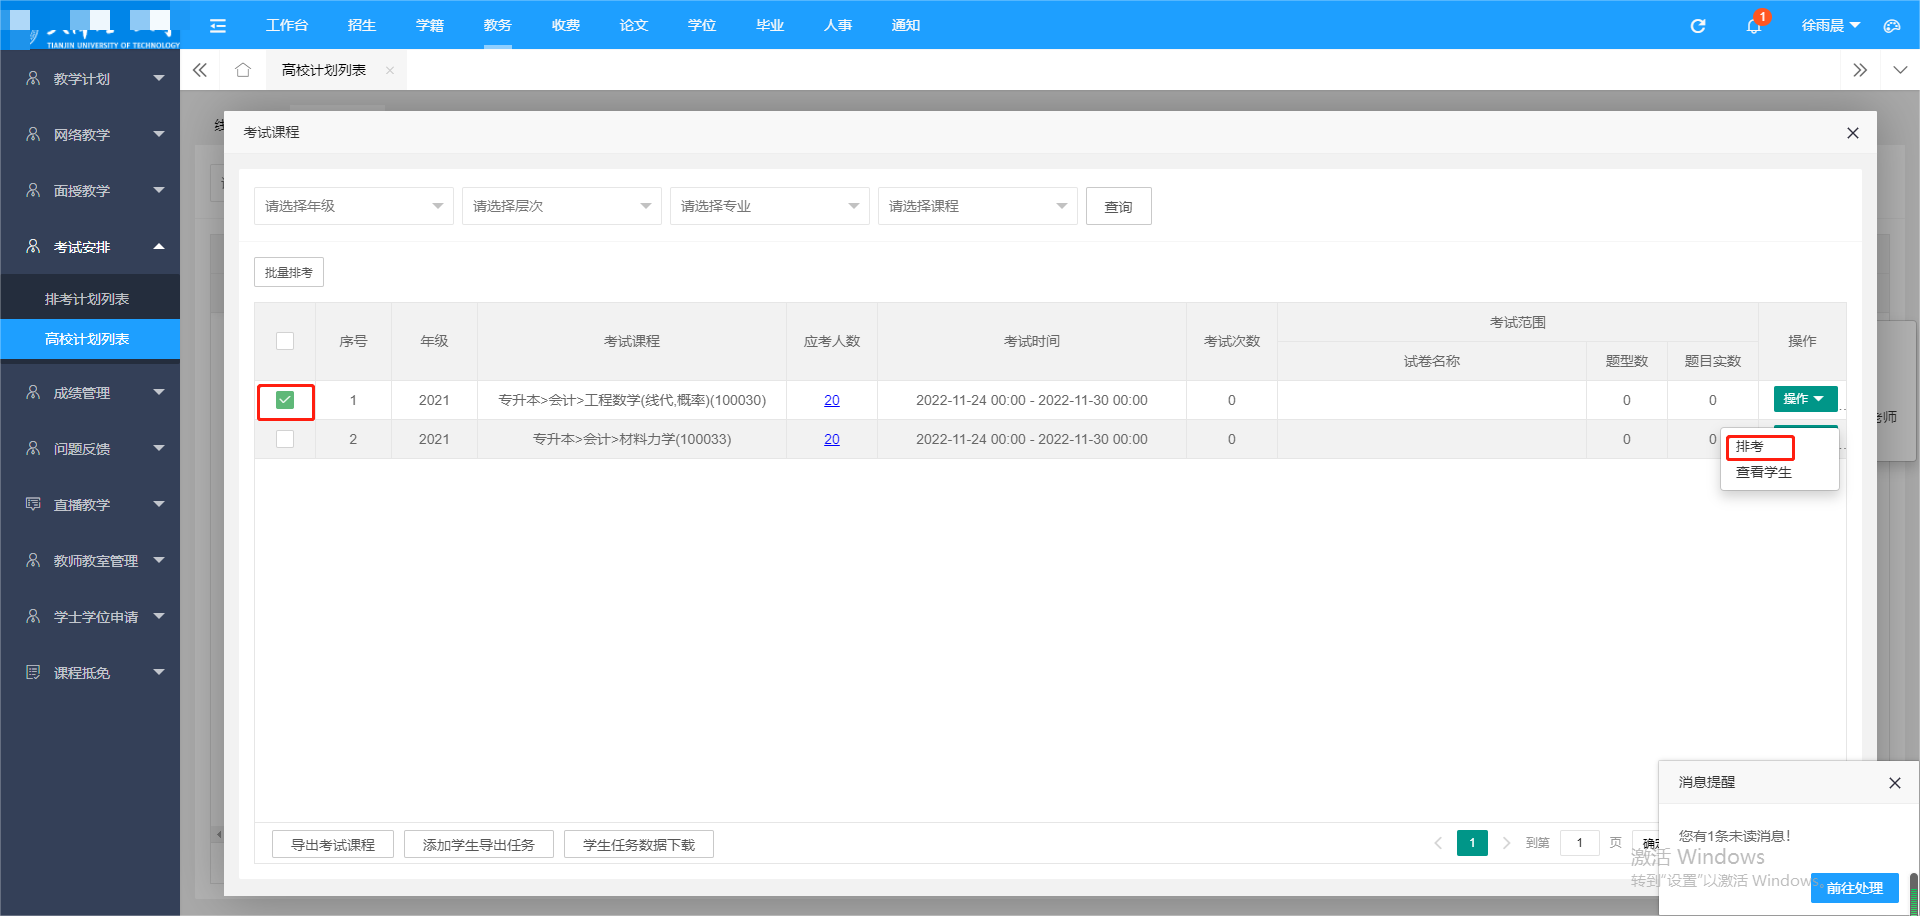 TIANJIN UNIVERSITY OF TECHNOLOGY
工作台 招生 学籍 教务 收费 论文 学位 毕业 人事 通知
1
徐雨晨
教学计划
网络教学
面授教学
考试安排
排考计划列表
高校计划列表
成绩管理
问题反馈
直播教学
教师教室管理
学士学位申请
课程抵免
高校计划列表
考试课程
请选择年级 请选择层次 请选择专业 请选择课程 查询
批量排考
序号 年级 考试课程 应考人数 考试时间 考试次数 考试范围 操作
试卷名称 题型数 题目实数
1 2021 专升本>会计>工程数学(线代,概率)(100030) 20 2022-11-24 00:00 - 2022-11-30 00:00 0 0 0 操作
2 2021 专升本>会计>材料力学(100033) 20 2022-11-24 00:00 - 2022-11-30 00:00 0 0 0
排考
查看学生
老师
导出考试课程 添加学生导出任务 学生任务数据下载
1 到第 1 页 确定
消息提醒
您有1条未读消息!
激活 Windows
转到"设置"以激活 Windows。
前往处理